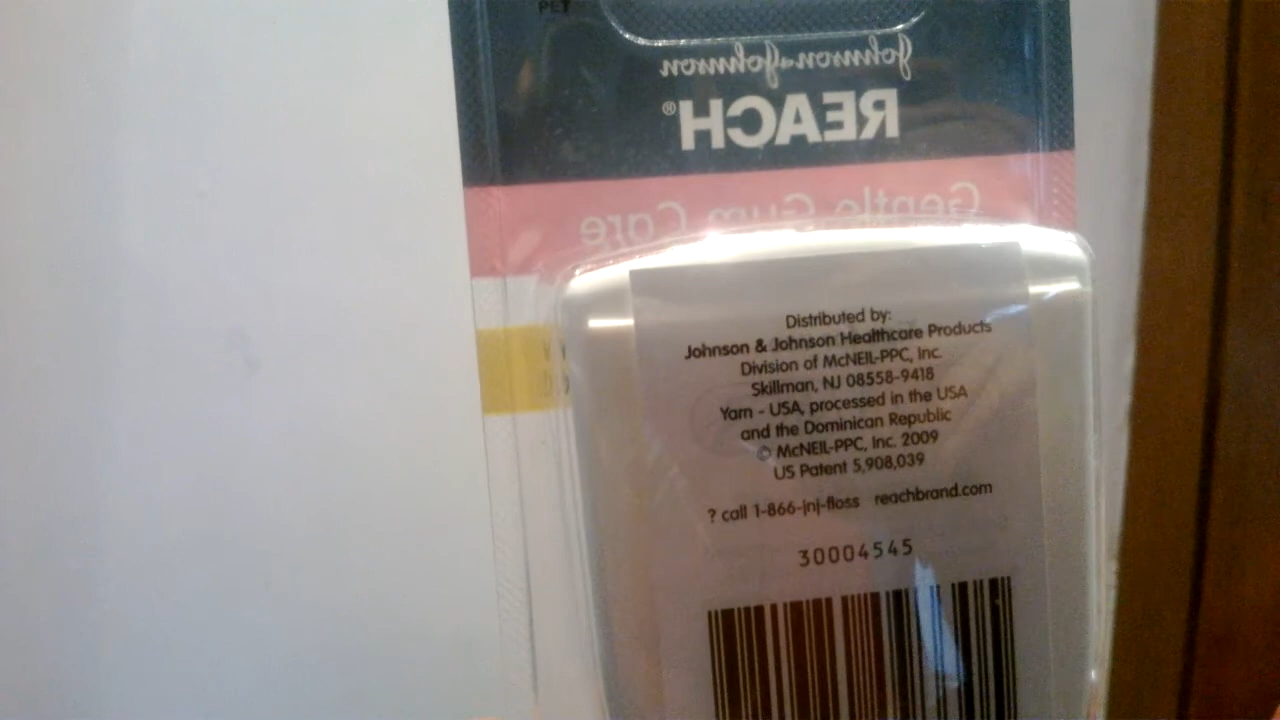 PET
Johnson & Johnson
REACH®
Gentle Gum Care
Distributed by:
Johnson & Johnson Healthcare Products
Division of McNEIL-PPC, Inc.
Skillman, NJ 08558-9418
Yarn - USA, processed in the USA
and the Dominican Republic
© McNEIL-PPC, Inc. 2009
US Patent 5,908,039
? call 1-866-jnj-floss reachbrand.com
30004545